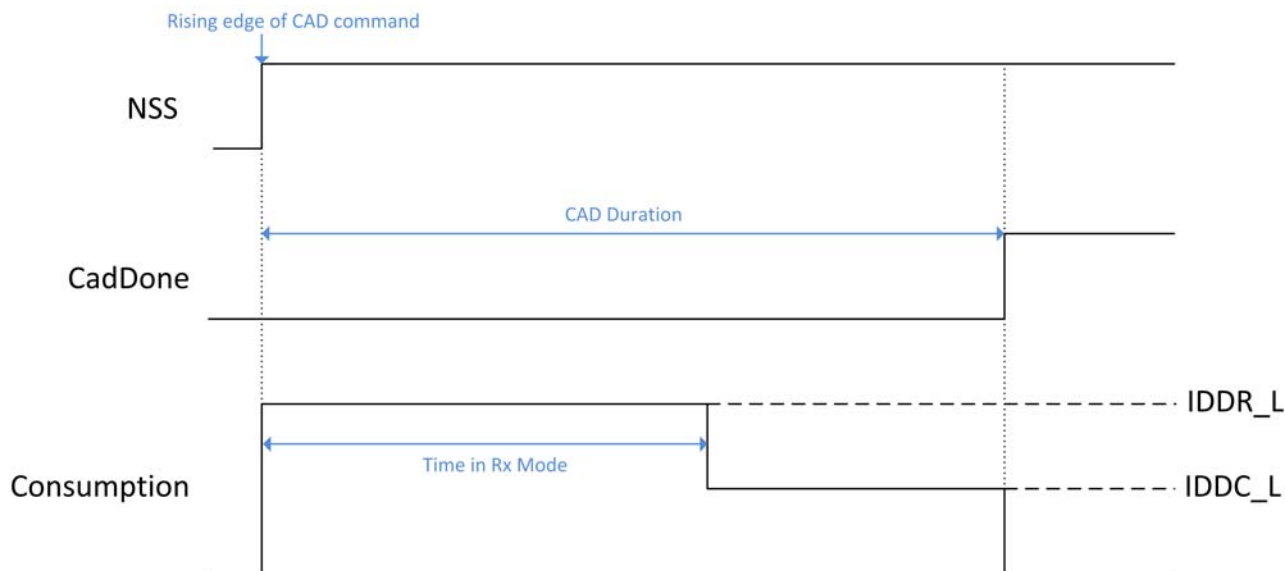 Rising edge of CAD command
NSS
CAD Duration
CadDone
IDDR_L
Time in Rx Mode
Consumption
IDDC_L